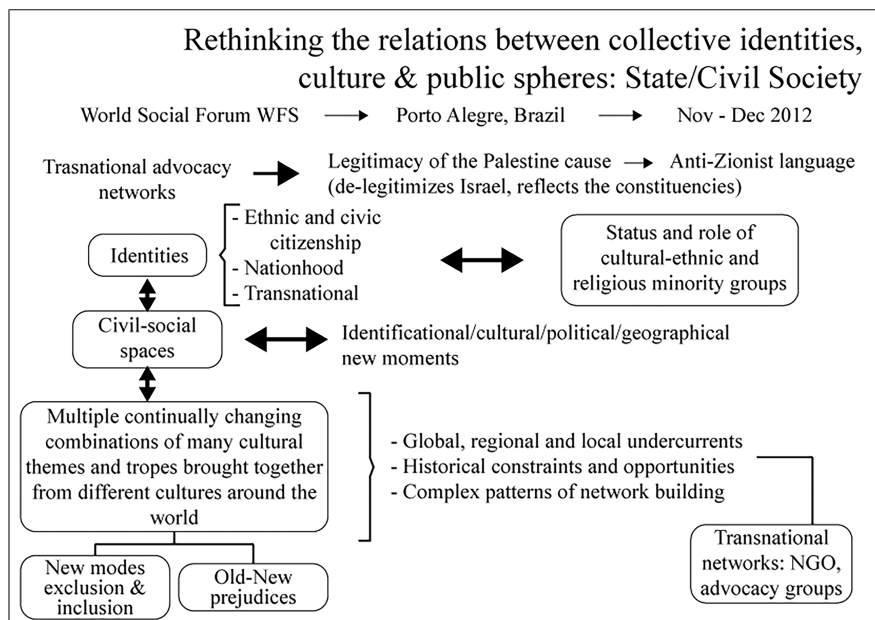 Rethinking the relations between collective identities,
culture & public spheres: State/Civil Society
World Social Forum WFS → Porto Alegre, Brazil → Nov - Dec 2012
Trasnational advocacy
networks
Legitimacy of the Palestine cause → Anti-Zionist language
(de-legitimizes Israel, reflects the constituencies)
Identities
- Ethnic and civic
citizenship
- Nationhood
- Transnational
Status and role of
cultural-ethnic and
religious minority groups
Civil-social
spaces
Identificational/cultural/political/geographical
new moments
Multiple continually changing
combinations of many cultural
themes and tropes brought together
from different cultures around the
world
- Global, regional and local undercurrents
- Historical constraints and opportunities
- Complex patterns of network building
New modes
exclusion &
inclusion
Old-New
prejudices
Transnational
networks: NGO,
advocacy groups